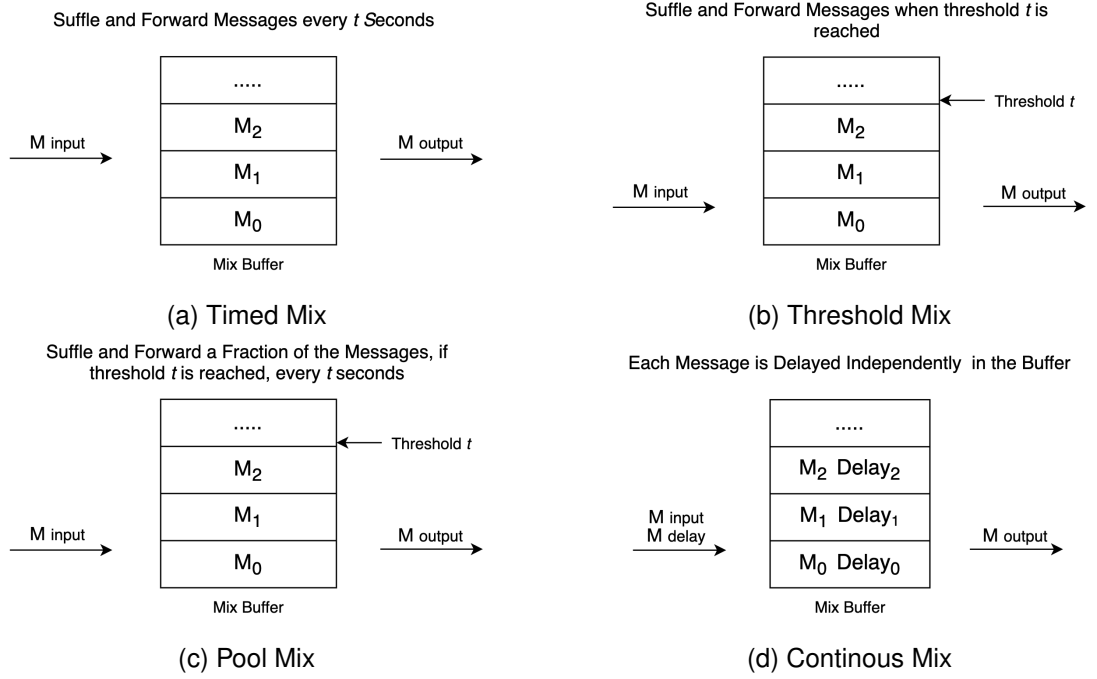 Suffle and Forward Messages every t Seconds
.....
M₂
M₁
M₀
M input
M output
Mix Buffer
(a) Timed Mix
Suffle and Forward Messages when threshold t is
reached
.....
Threshold t
M₂
M₁
M₀
M input
M output
Mix Buffer
(b) Threshold Mix
Suffle and Forward a Fraction of the Messages, if
threshold t is reached, every t seconds
.....
Threshold t
M₂
M₁
M₀
M input
M output
Mix Buffer
(c) Pool Mix
Each Message is Delayed Independently in the Buffer
.....
M₂ Delay₂
M₁ Delay₁
M₀ Delay₀
M input
M delay
M output
Mix Buffer
(d) Continous Mix